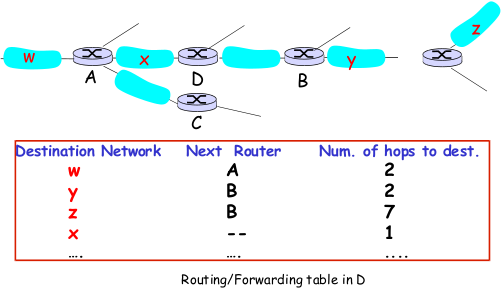 z
w
x
y
A
D
B
C
Destination Network Next Router Num. of hops to dest.
w A 2
y B 2
z B 7
x -- 1
.... .... ....
Routing/Forwarding table in D